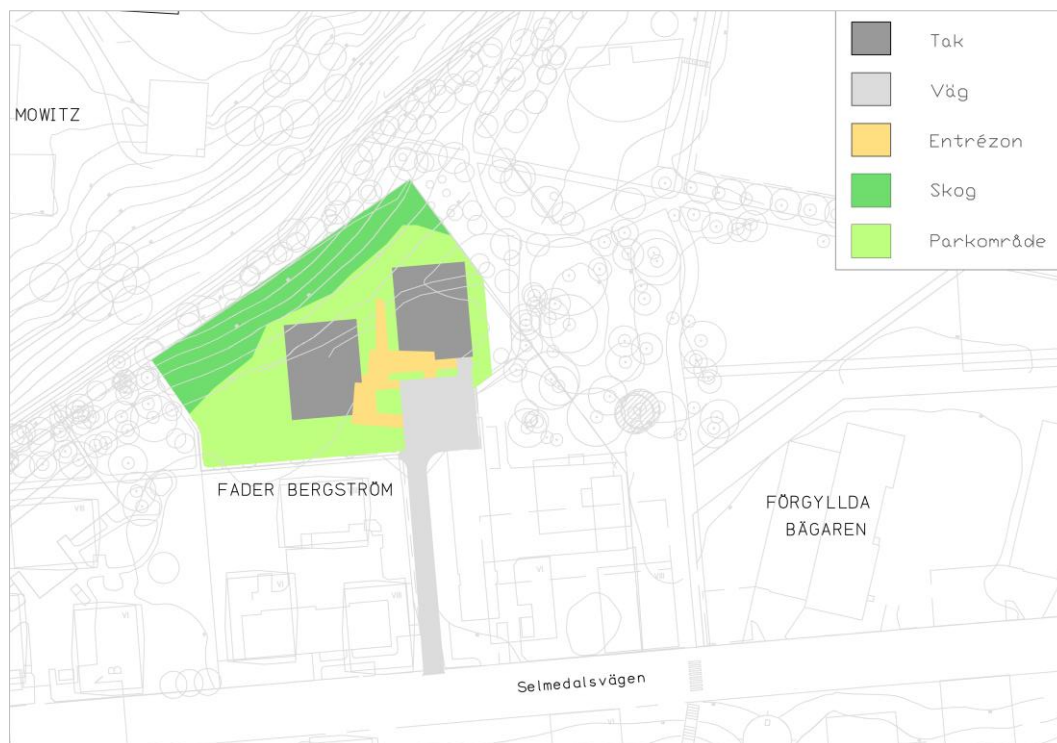 Tak
Väg
Entrézon
Skog
Parkområde
MOWITZ
FADER BERGSTRÖM
FÖRGYLLDA
BÄGAREN
Selmedalsvägen